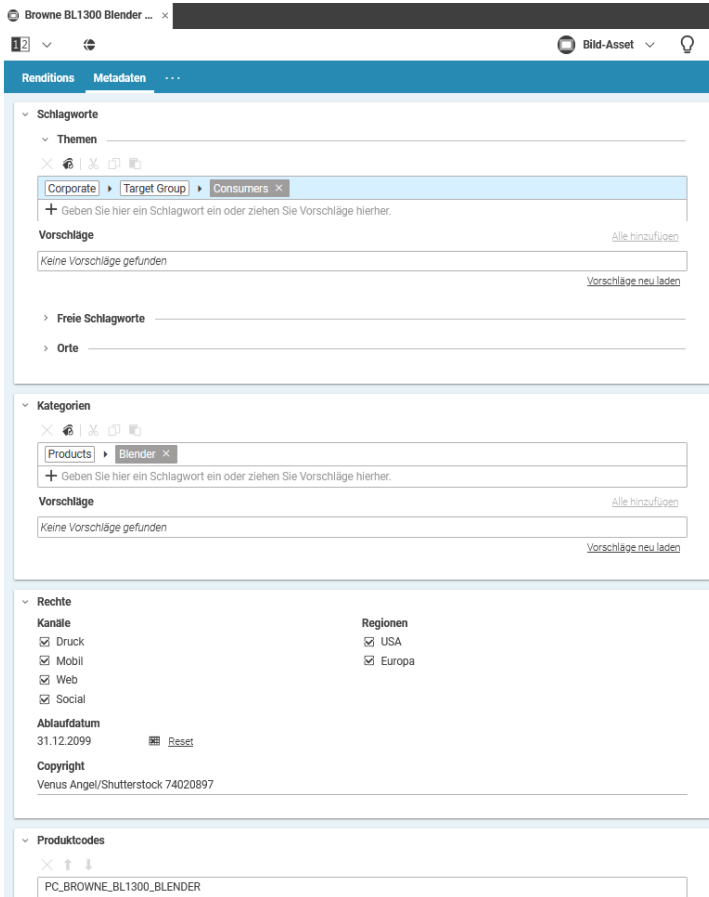 Browne BL1300 Blender ... ×
12
Bild-Asset
Renditions Metadaten ...
Schlagworte
Themen
Corporate Target Group Consumers ×
+ Geben Sie hier ein Schlagwort ein oder ziehen Sie Vorschläge hierher.
Vorschläge Alle hinzufügen
Keine Vorschläge gefunden
Vorschläge neu laden
Freie Schlagworte
Orte
Kategorien
Products Blender ×
+ Geben Sie hier ein Schlagwort ein oder ziehen Sie Vorschläge hierher.
Vorschläge Alle hinzufügen
Keine Vorschläge gefunden
Vorschläge neu laden
Rechte
Kanäle Regionen
Druck USA
Mobil Europa
Web
Social
Ablaufdatum
31.12.2099 Reset
Copyright
Venus Angel/Shutterstock 74020897
Produktcodes
PC_BROWNE_BL1300_BLENDER